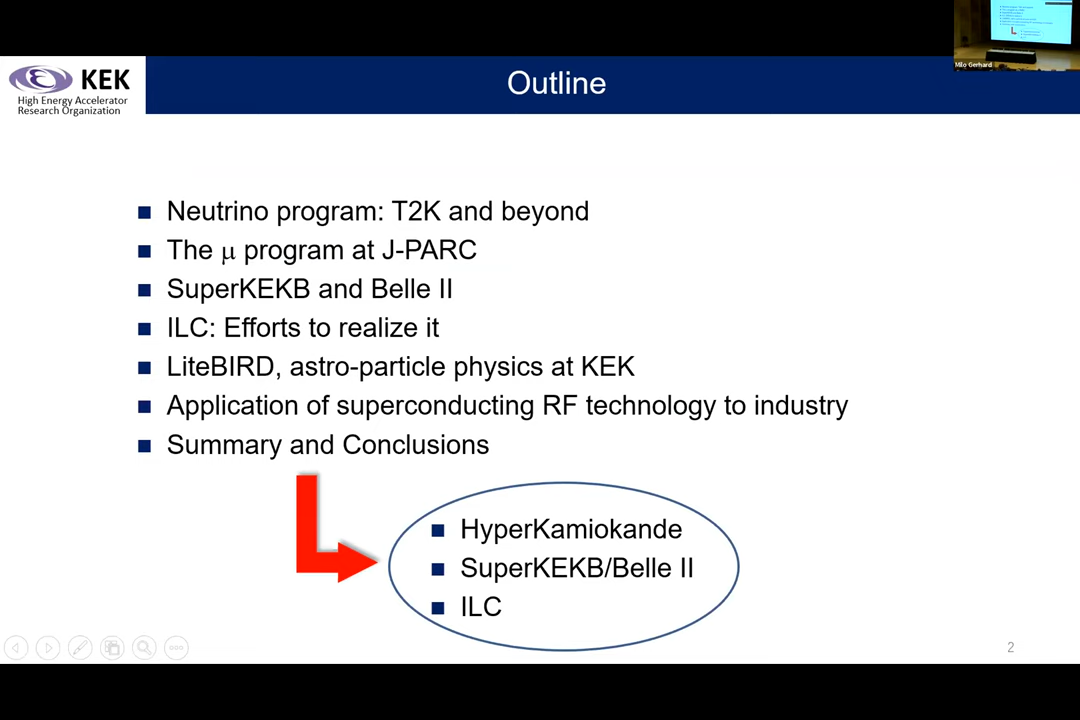 Milo Gerhard
KEK
High Energy Accelerator
Research Organization
Outline
■ Neutrino program: T2K and beyond
■ The μ program at J-PARC
■ SuperKEKB and Belle II
■ ILC: Efforts to realize it
■ LiteBIRD, astro-particle physics at KEK
■ Application of superconducting RF technology to industry
■ Summary and Conclusions
■ HyperKamiokande
■ SuperKEKB/Belle II
■ ILC
2